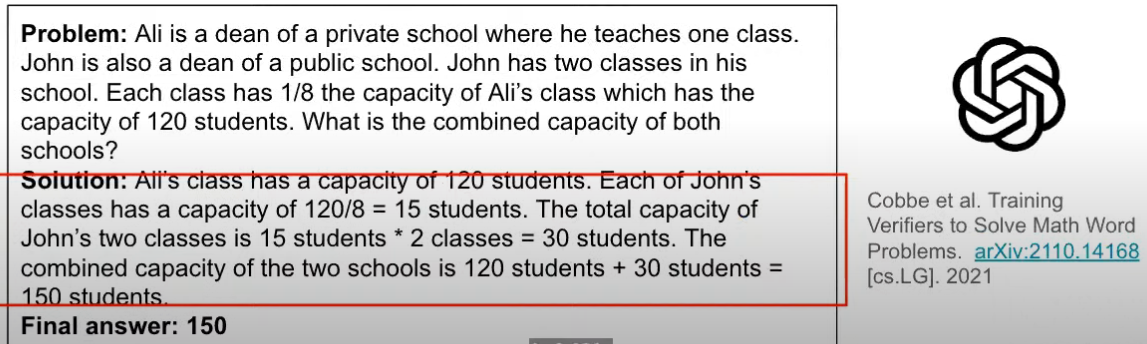 Problem: Ali is a dean of a private school where he teaches one class.
John is also a dean of a public school. John has two classes in his
school. Each class has 1/8 the capacity of Ali's class which has the
capacity of 120 students. What is the combined capacity of both
schools?
Solution: Ali's class has a capacity of 120 students. Each of John's
classes has a capacity of 120/8 = 15 students. The total capacity of
John's two classes is 15 students * 2 classes = 30 students. The
combined capacity of the two schools is 120 students + 30 students =
150 students.
Final answer: 150
Cobbe et al. Training
Verifiers to Solve Math Word
Problems. arXiv:2110.14168
[cs.LG]. 2021